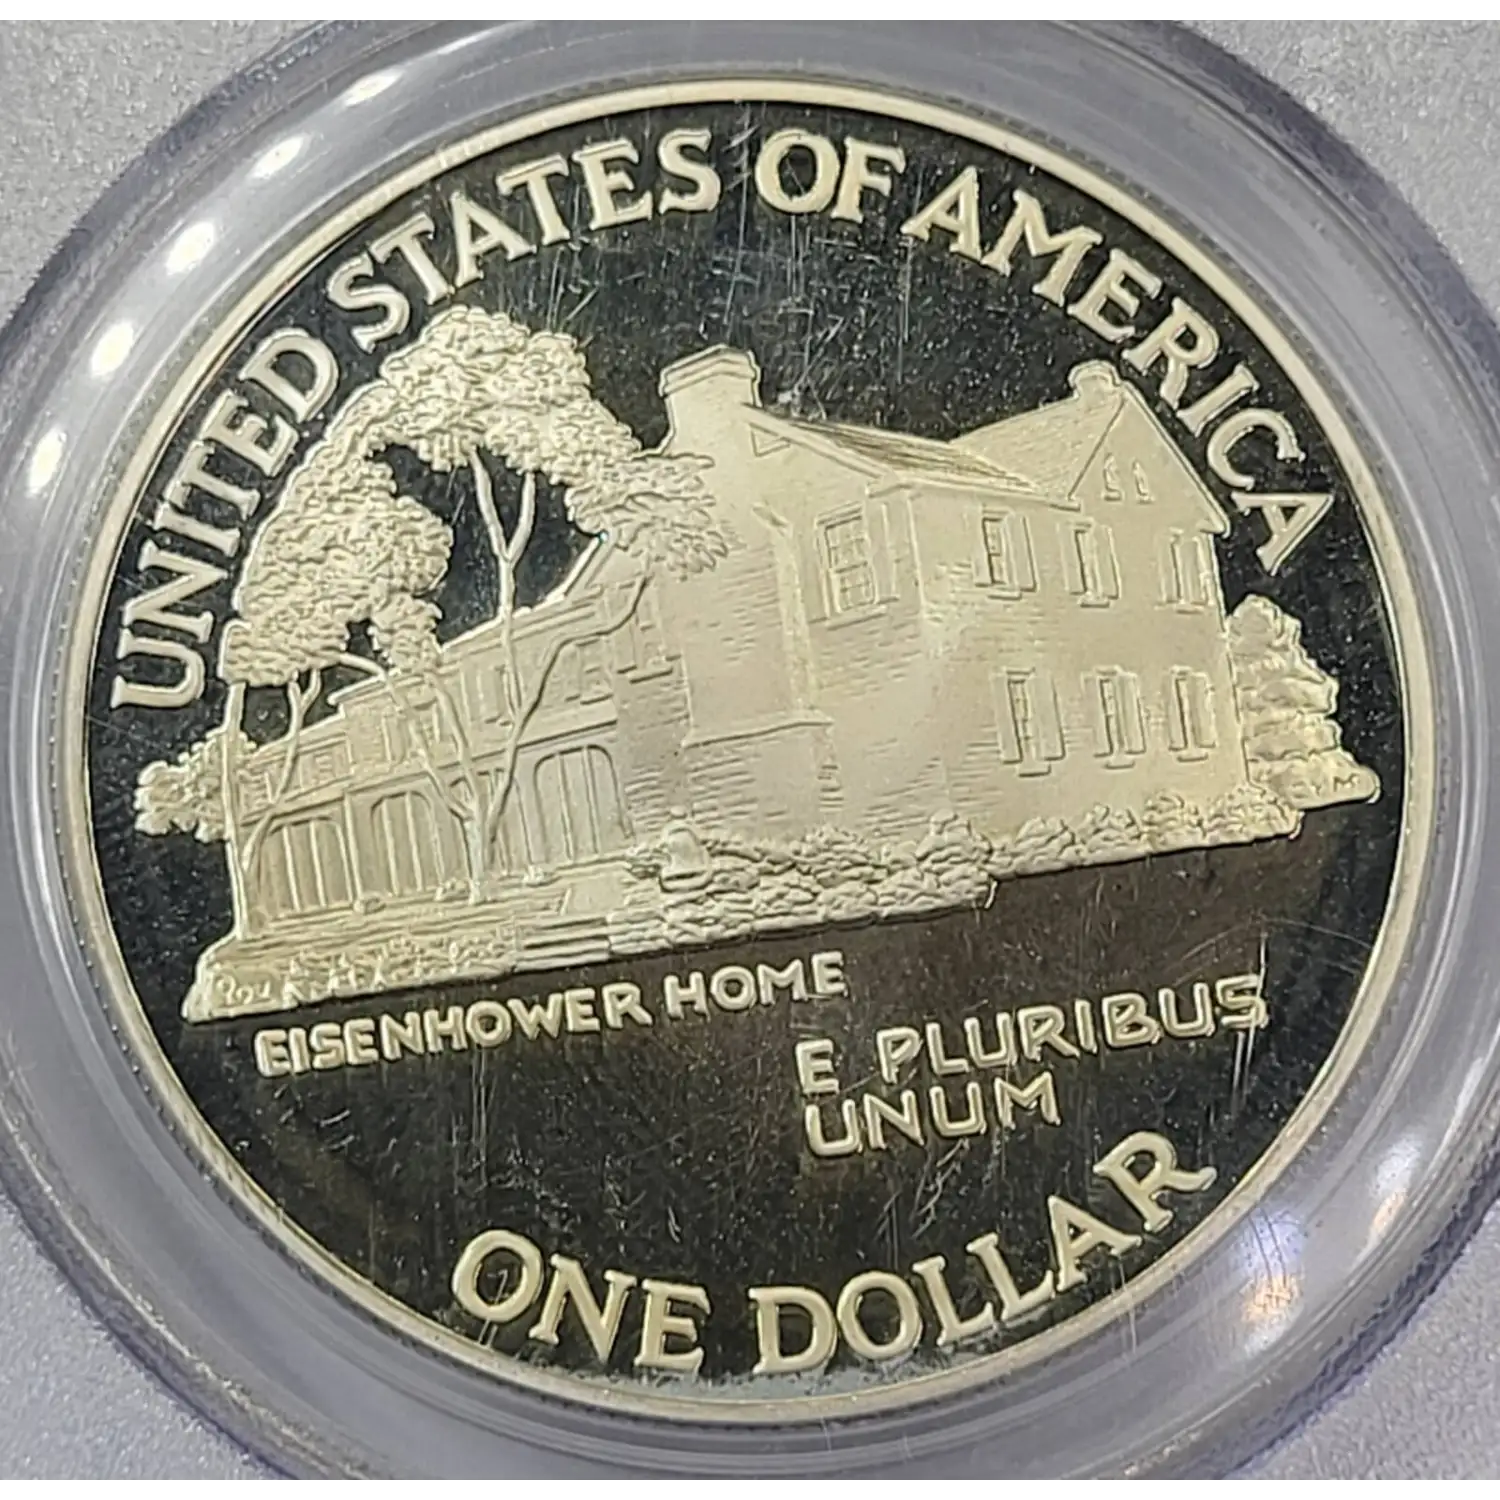 UNITED STATES OF AMERICA
EISENHOWER HOME
E PLURIBUS
UNUM
ONE DOLLAR